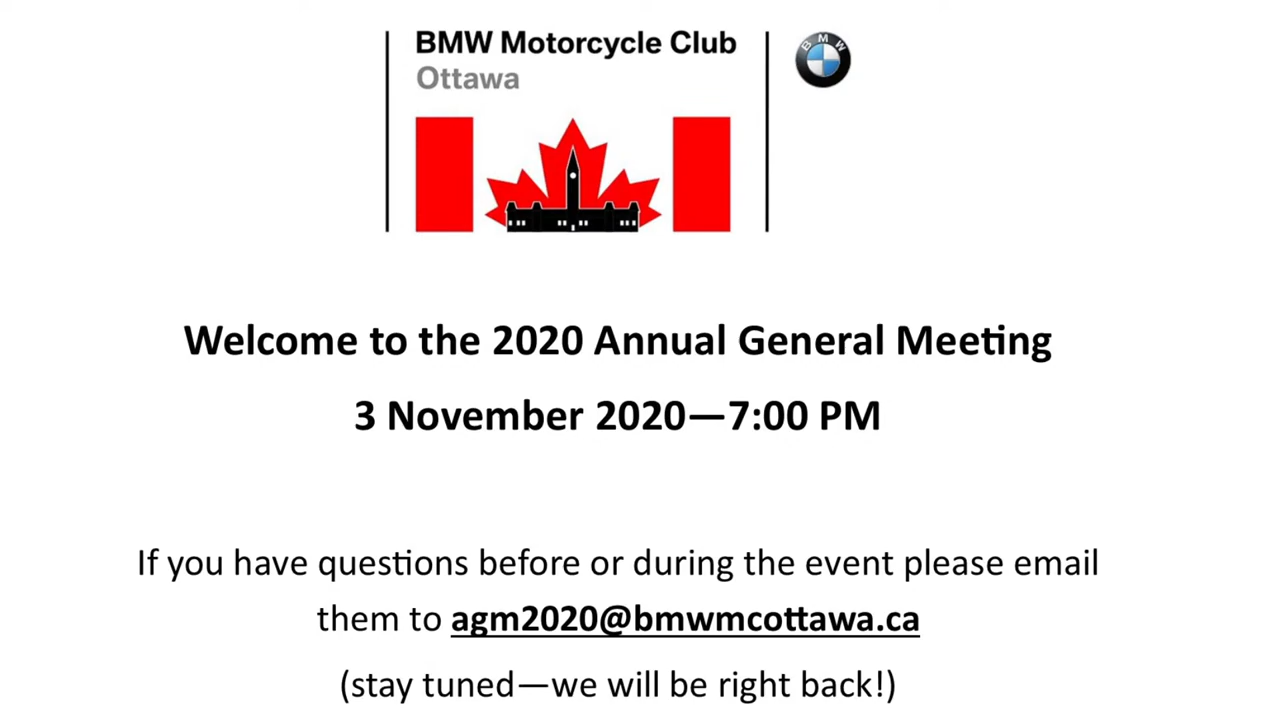 BMW Motorcycle Club
Ottawa
BMW
Welcome to the 2020 Annual General Meeting
3 November 2020—7:00 PM
If you have questions before or during the event please email
them to agm2020@bmwmcottawa.ca
(stay tuned—we will be right back!)